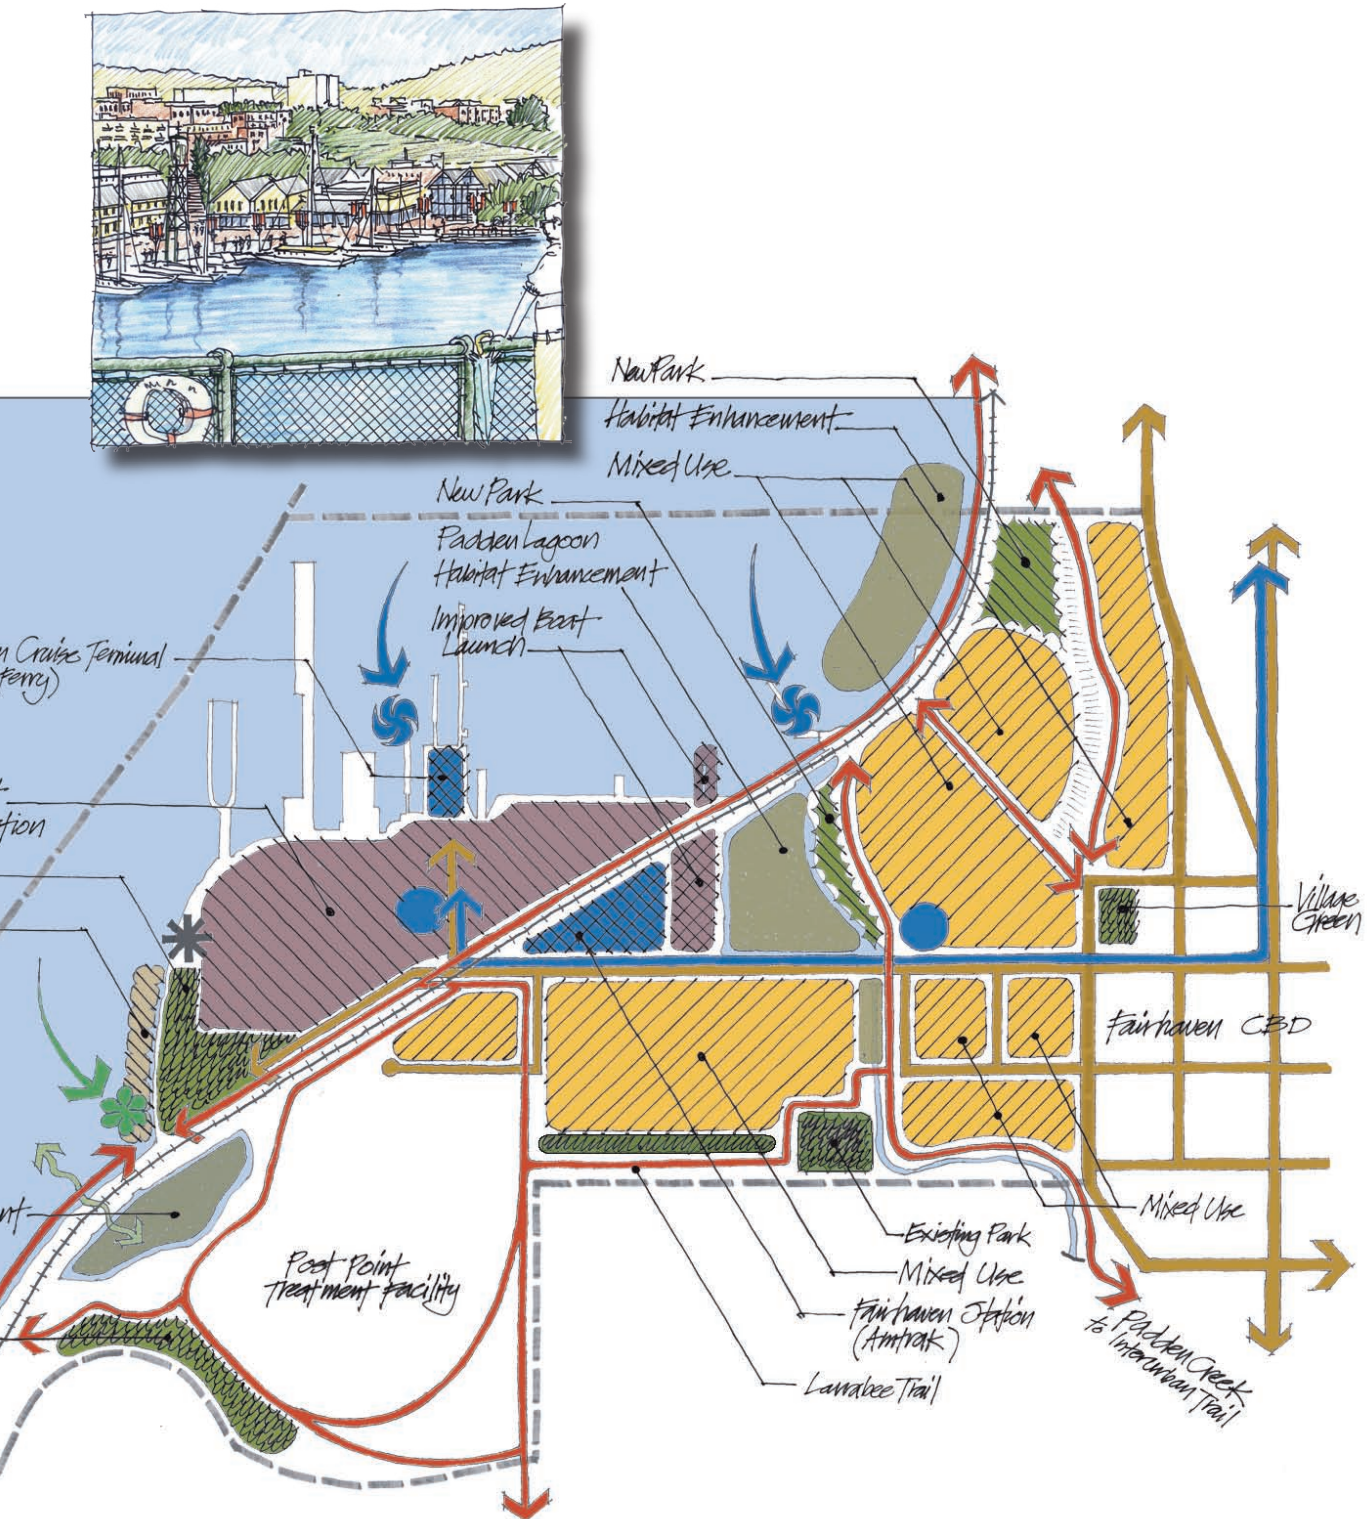 New Park
Habitat Enhancement
Mixed Use
New Park
Padden Lagoon
Habitat Enhancement
Improved Boat
Launch
Cruise Terminal
Ferry)
Village
Green
Fairhaven CBD
Mixed Use
Existing Park
Mixed Use
Fairhaven Station
(Amtrak)
Larrabee Trail
Post Point
Treatment Facility
Padden Creek
to Interurban Trail